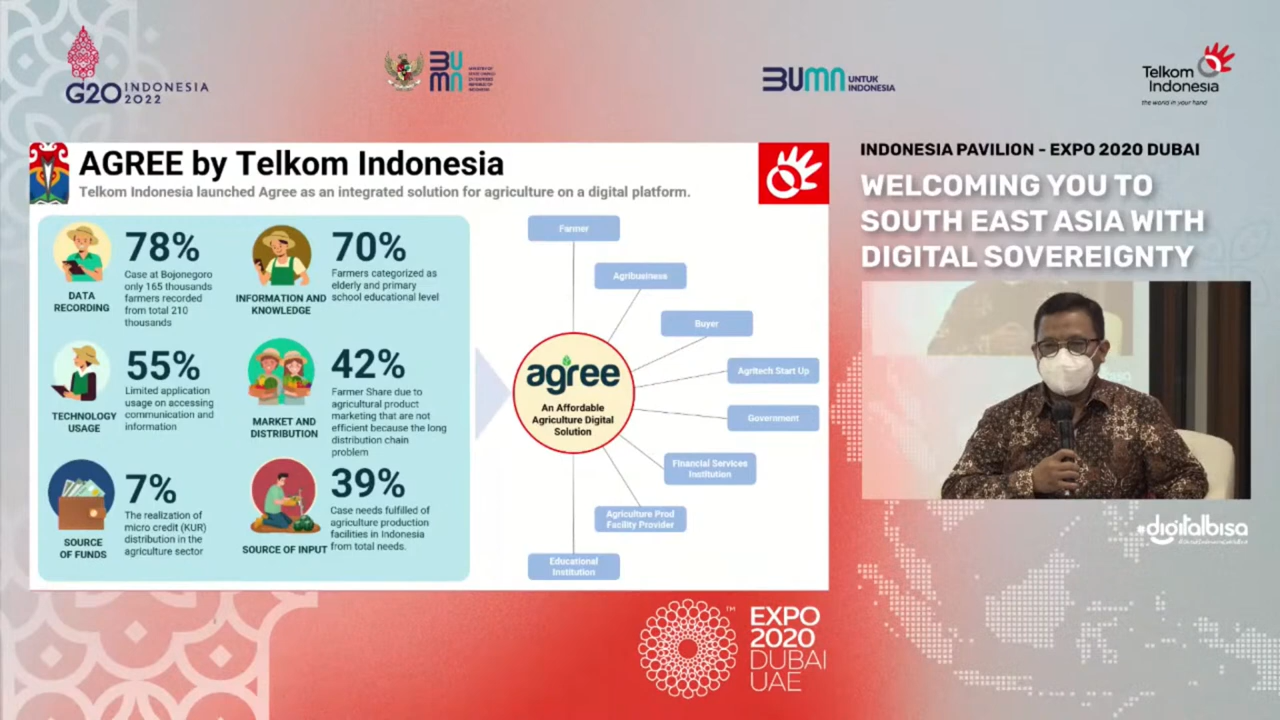 G20 INDONESIA
2022
BUMN
BUMN UNTUK
INDONESIA
Telkom
Indonesia
the world in your hand
AGREE by Telkom Indonesia
Telkom Indonesia launched Agree as an integrated solution for agriculture on a digital platform.
78%
Case at Bojonegoro
only 165 thousands
farmers recorded
from total 210
thousands
DATA
RECORDING
70%
Farmers categorized as
elderly and primary
school educational level
INFORMATION AND
KNOWLEDGE
55%
Limited application
usage on accessing
communication and
information
TECHNOLOGY
USAGE
42%
Farmer Share due to
agricultural product
marketing that are not
efficient because the long
distribution chain
problem
MARKET AND
DISTRIBUTION
7%
The realization of
micro credit (KUR)
distribution in the
agriculture sector
SOURCE
OF FUNDS
39%
Case needs fulfilled of
agriculture production
facilities in Indonesia
from total needs.
SOURCE OF INPUT
agree
An Affordable
Agriculture Digital
Solution
Farmer
Agribusiness
Buyer
Agritech Start Up
Government
Financial Services
Institution
Agriculture Prod
Facility Provider
Educational
Institution
INDONESIA PAVILION - EXPO 2020 DUBAI
WELCOMING YOU TO
SOUTH EAST ASIA WITH
DIGITAL SOVEREIGNTY
#digitalbisa
EXPO
2020
DUBAI
UAE
TM